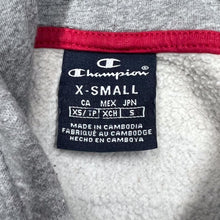 Champion
X-SMALL
CA MEX JPN
XS/TP XCH S
MADE IN CAMBODIA
FABRIQUÉ AU CAMBODGE
HECHO EN CAMBOYA